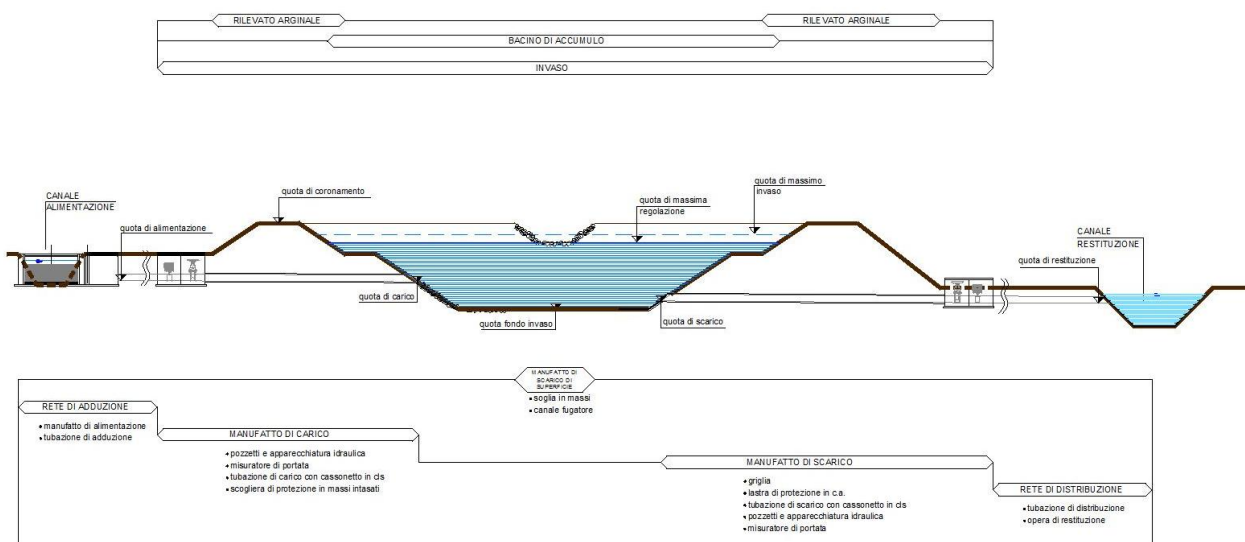 RILEVATO ARGINALE
RILEVATO ARGINALE
BACINO DI ACCUMULO
INVASO
CANALE
ALIMENTAZIONE
quota di alimentazione
quota di coronamento
quota di massima
regolazione
quota di massimo
invaso
CANALE
RESTITUZIONE
quota di restituzione
quota di carico
quota fondo invaso
quota di scarico
MANUFATTO DI
SCARICO DI
SUPERFICIE
soglia in massi
canale fugatore
RETE DI ADDUZIONE
manufatto di alimentazione
tubazione di adduzione
MANUFATTO DI CARICO
pozzetti e apparecchiatura idraulica
misuratore di portata
tubazione di carico con cassonetto in cls
scogliera di protezione in massi intasati
MANUFATTO DI SCARICO
griglia
lastra di protezione in c.a.
tubazione di scarico con cassonetto in cls
pozzetti e apparecchiatura idraulica
misuratore di portata
RETE DI DISTRIBUZIONE
tubazione di distribuzione
opera di restituzione